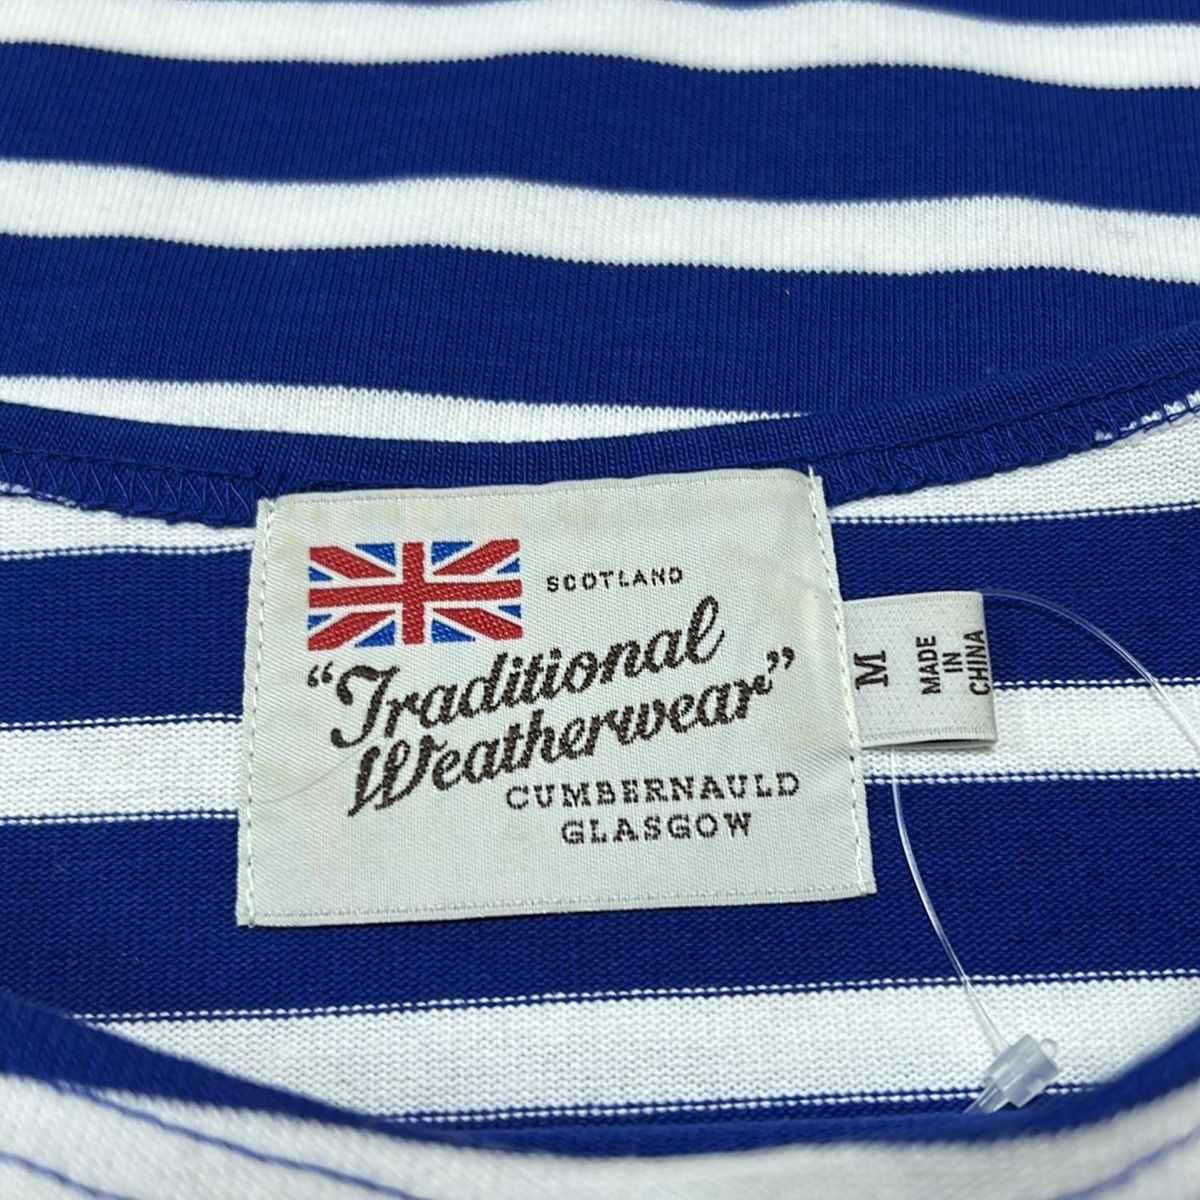 SCOTLAND
"Traditional
Weatherwear"
CUMBERNAULD
GLASGOW
M
MADE
IN
CHINA